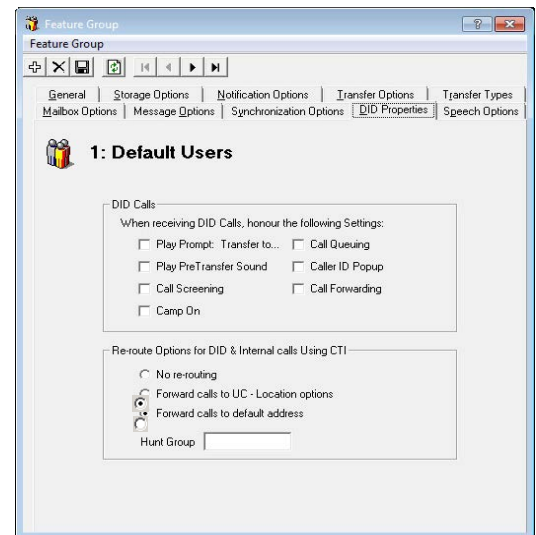 Feature Group
Feature Group
General Storage Options Notification Options Transfer Options Transfer Types
Mailbox Options Message Options Synchronization Options DID Properties Speech Options
1: Default Users
DID Calls
When receiving DID Calls, honour the following Settings:
Play Prompt: Transfer to... Call Queuing
Play PreTransfer Sound Caller ID Popup
Call Screening Call Forwarding
Camp On
Re-route Options for DID & Internal calls Using CTI
No re-routing
Forward calls to UC - Location options
Forward calls to default address
Hunt Group